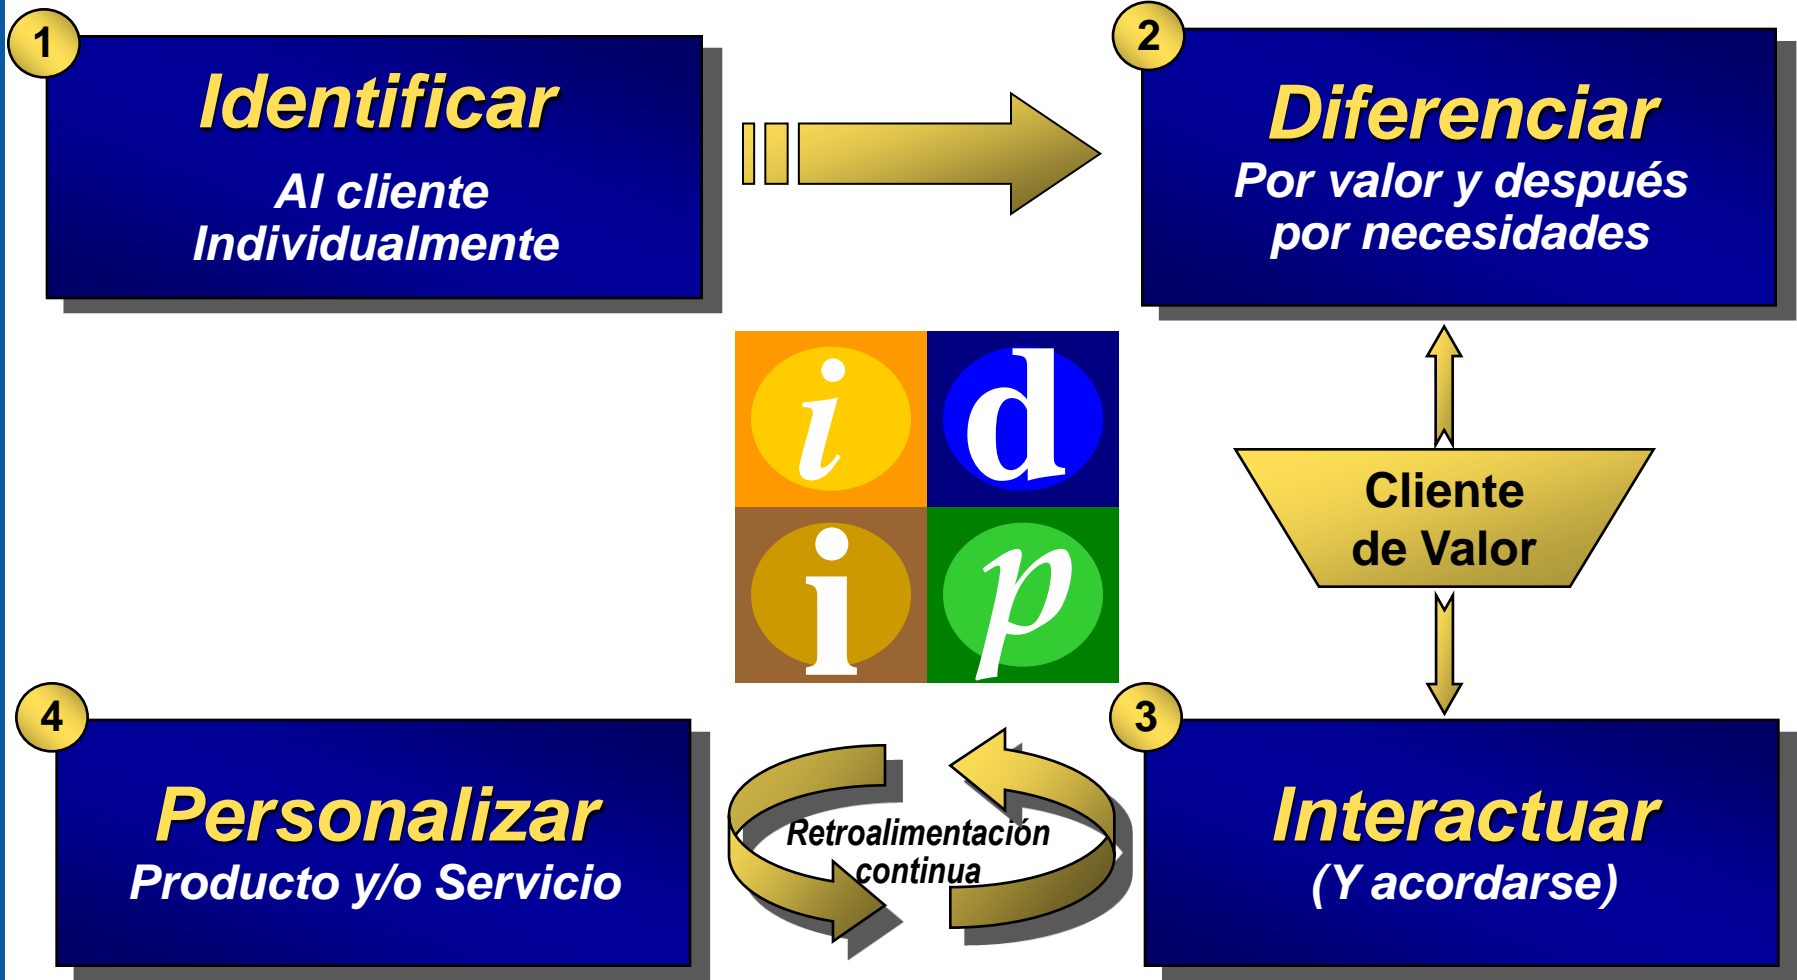 1
Identificar
Al cliente
Individualmente
2
Diferenciar
Por valor y después
por necesidades
i
d
i
p
Cliente
de Valor
4
Personalizar
Producto y/o Servicio
Retroalimentación
continua
3
Interactuar
(Y acordarse)